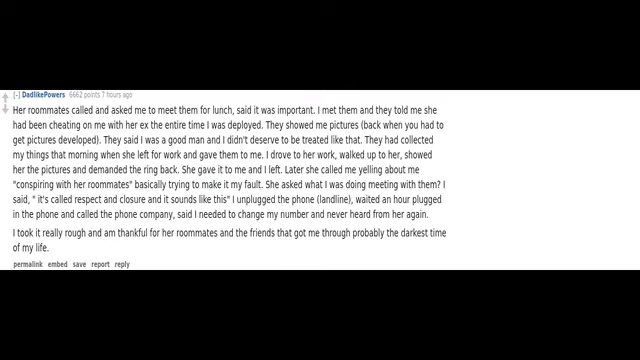 [-] DadlikePowers 6662 points 7 hours ago
Her roommates called and asked me to meet them for lunch, said it was important. I met them and they told me she
had been cheating on me with her ex the entire time I was deployed. They showed me pictures (back when you had to
get pictures developed). They said I was a good man and I didn't deserve to be treated like that. They had collected
my things that morning when she left for work and gave them to me. I drove to her work, walked up to her, showed
her the pictures and demanded the ring back. She gave it to me and I left. Later she called me yelling about me
"conspiring with her roommates" basically trying to make it my fault. She asked what I was doing meeting with them? I
said, " it's called respect and closure and it sounds like this" I unplugged the phone (landline), waited an hour plugged
in the phone and called the phone company, said I needed to change my number and never heard from her again.
I took it really rough and am thankful for her roommates and the friends that got me through probably the darkest time
of my life.
permalink embed save report reply